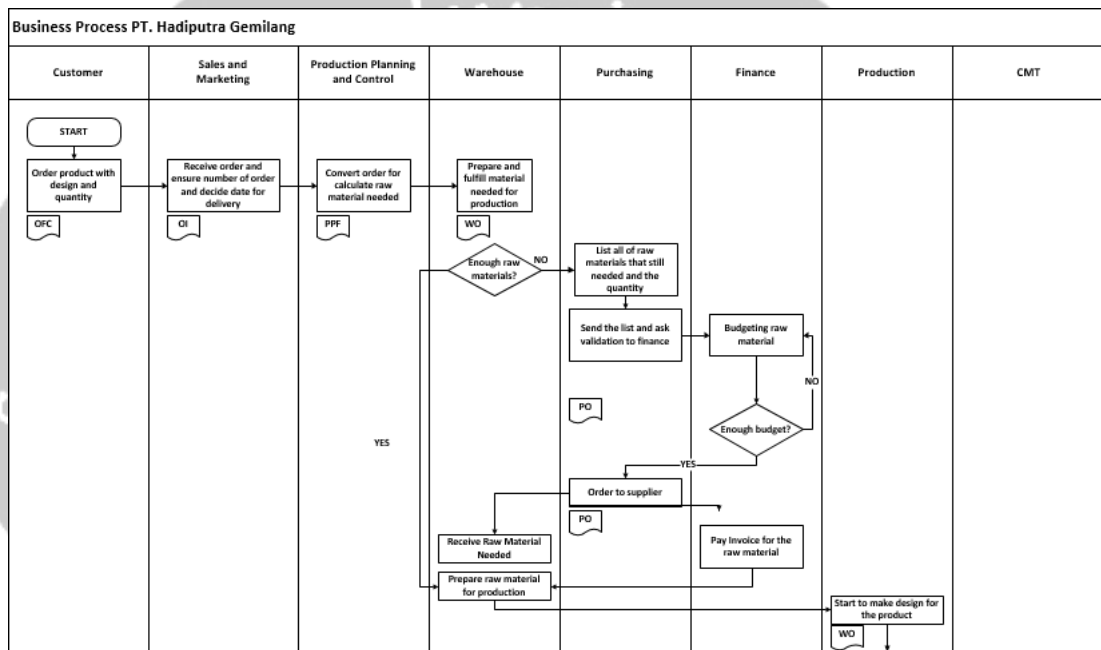 Business Process PT. Hadiputra Gemilang
Customer
Sales and
Marketing
Production Planning
and Control
Warehouse
Purchasing
Finance
Production
CMT
START
Order product with
design and
quantity
OFC
Receive order and
ensure number of order
and decide date for
delivery
OI
Convert order for
calculate raw
material needed
PPF
Prepare and
fulfill material
needed for
production
WO
Enough raw
materials?
NO
List all of raw
materials that still
needed and the
quantity
Send the list and ask
validation to finance
Budgeting raw
material
NO
PO
Enough budget?
YES
YES
Order to supplier
PO
Receive Raw Material
Needed
Pay Invoice for the
raw material
Prepare raw material
for production
Start to make design for
the product
WO